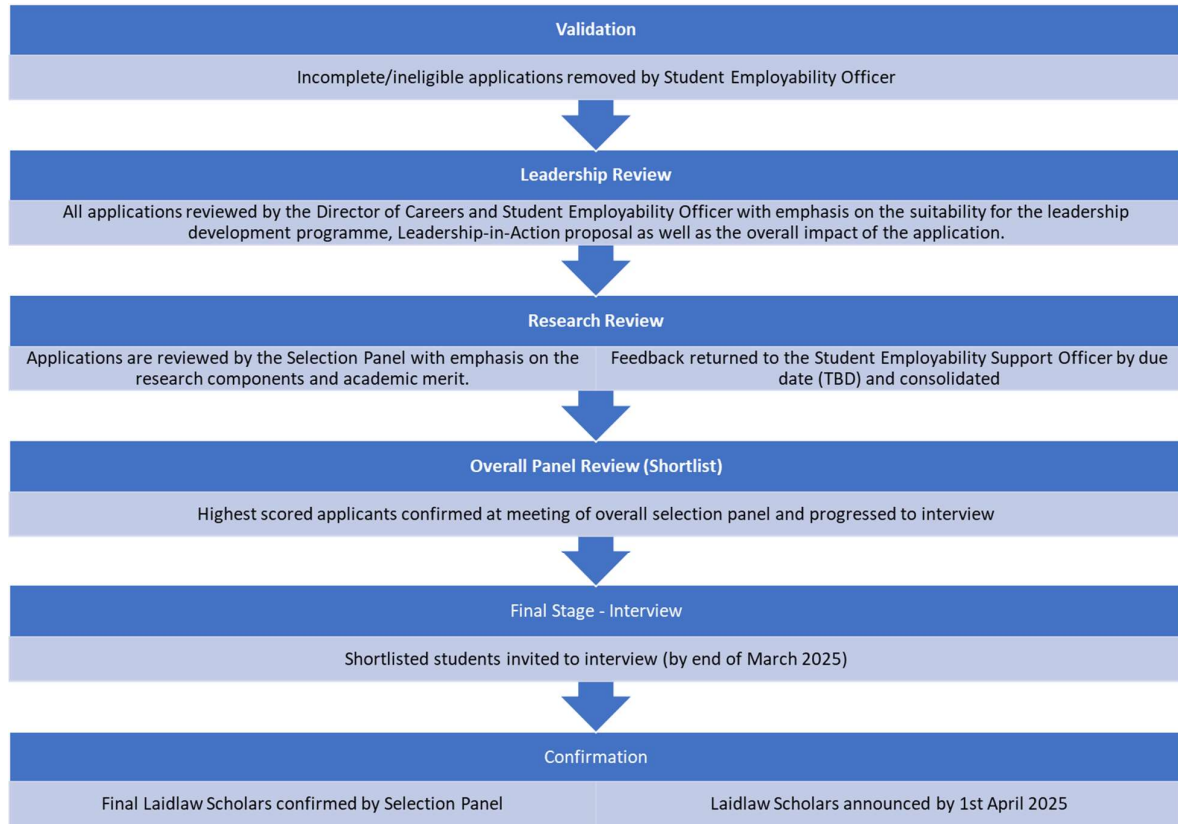 Validation
Incomplete/ineligible applications removed by Student Employability Officer
Leadership Review
All applications reviewed by the Director of Careers and Student Employability Officer with emphasis on the suitability for the leadership
development programme, Leadership-in-Action proposal as well as the overall impact of the application.
Research Review
Applications are reviewed by the Selection Panel with emphasis on the
research components and academic merit.
Feedback returned to the Student Employability Support Officer by due
date (TBD) and consolidated
Overall Panel Review (Shortlist)
Highest scored applicants confirmed at meeting of overall selection panel and progressed to interview
Final Stage - Interview
Shortlisted students invited to interview (by end of March 2025)
Confirmation
Final Laidlaw Scholars confirmed by Selection Panel
Laidlaw Scholars announced by 1st April 2025